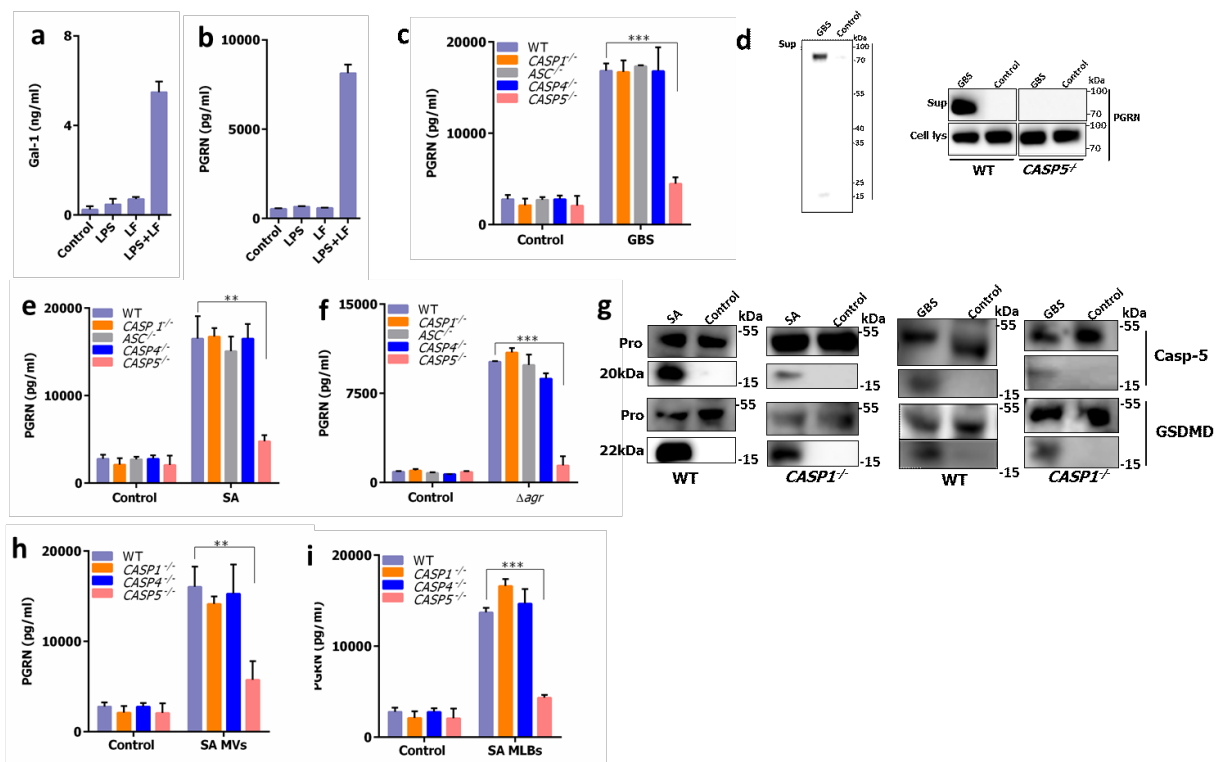 a
Gal-1 (ng/ml)
8
6
4
2
0
Control
LPS
LF
LPS+LF
b
PGRN (pg/ml)
10000
5000
0
Control
LPS
LF
LPS+LF
c
PGRN (pg/ml)
20000
10000
0
WT
CASP1-/-
ASC-/-
CASP4-/-
CASP5-/-
***
Control
GBS
d
GBS
Control
Sup
kDa
-100
-70
-55
-40
-35
-25
-15
GBS
Control
GBS
Control
kDa
Sup
-100
-70
Cell lys
-100
-70
PGRN
WT
CASP5-/-
e
PGRN (pg/ml)
20000
10000
0
WT
CASP1-/-
ASC-/-
CASP4-/-
CASP5-/-
**
Control
SA
f
PGRN (pg/ml)
15000
7500
0
WT
CASP1-/-
ASC-/-
CASP4-/-
CASP5-/-
***
Control
Δagr
g
SA
Control
kDa
SA
Control
kDa
GBS
Control
kDa
GBS
Control
kDa
Pro
-55
-55
-55
-55
20kDa
-15
-15
-15
-15
Casp-5
Pro
-55
-55
-55
-55
22kDa
-15
-15
-15
-15
GSDMD
WT
CASP1-/-
WT
CASP1-/-
h
PGRN (pg/ml)
20000
10000
0
WT
CASP1-/-
CASP4-/-
CASP5-/-
**
Control
SA MVs
i
PGRN (pg/ml)
20000
10000
0
WT
CASP1-/-
CASP4-/-
CASP5-/-
***
Control
SA MLBs